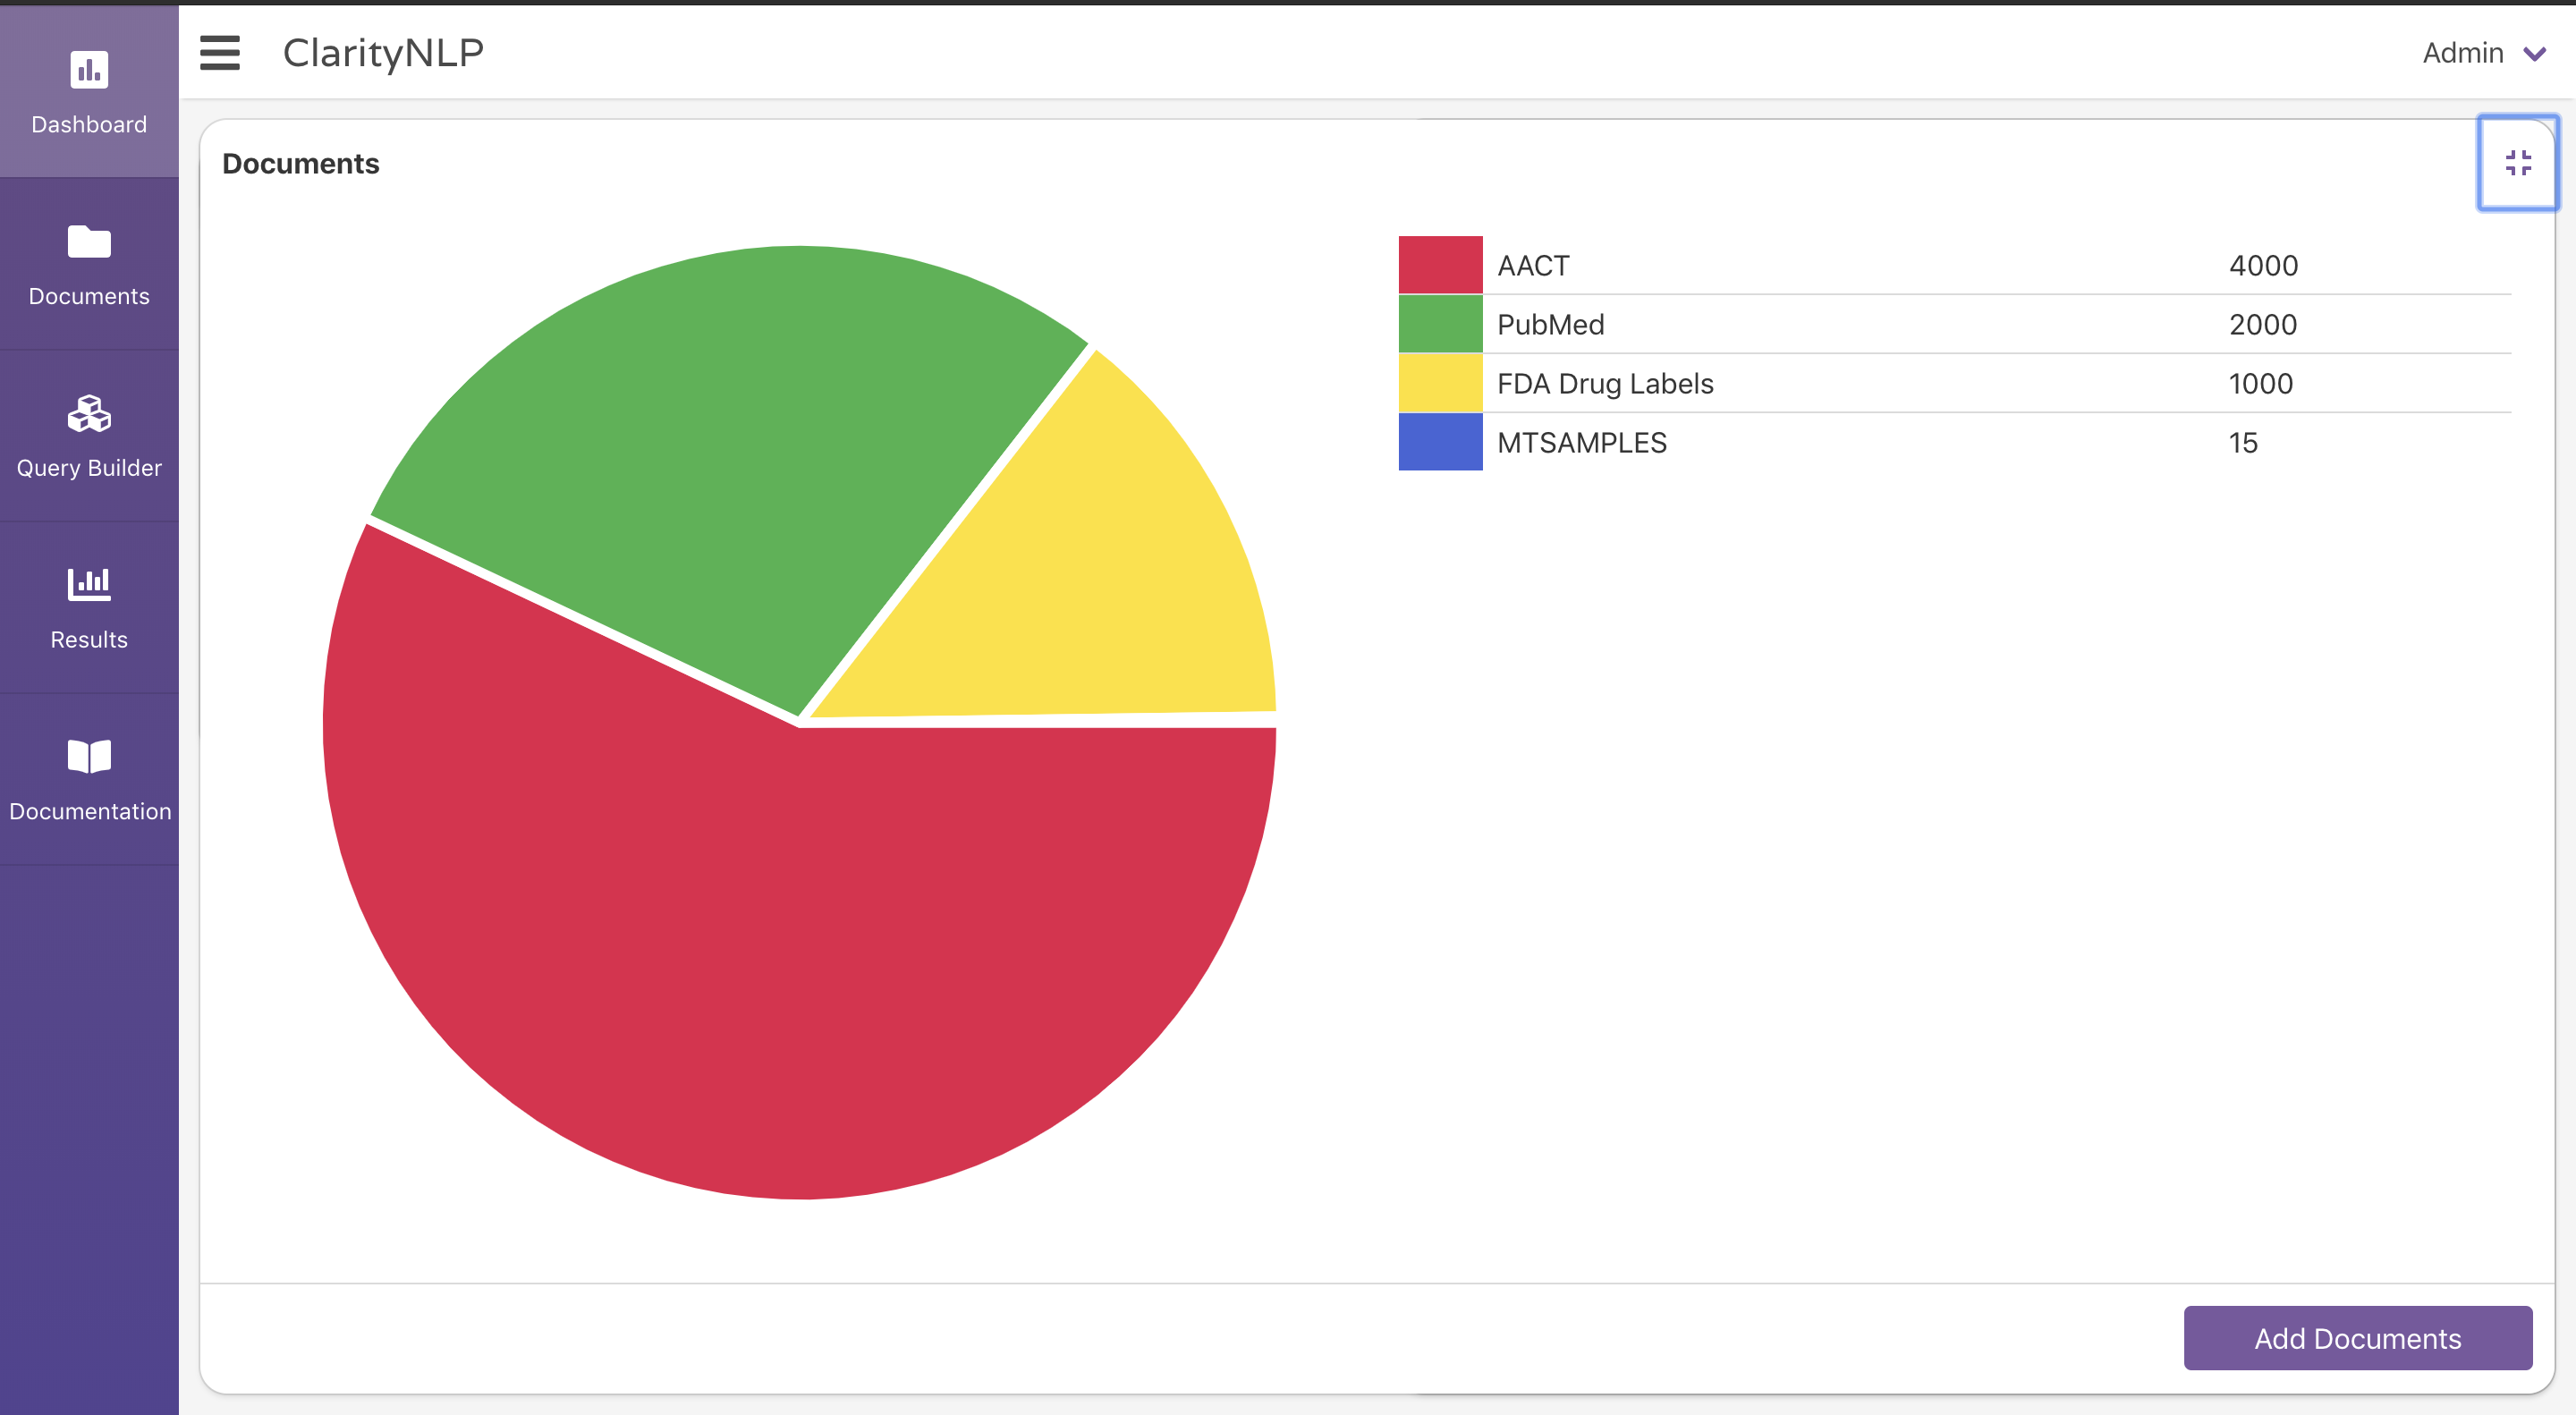 ClarityNLP
Admin
Dashboard
Documents
Query Builder
Results
Documentation
Documents
AACT 4000
PubMed 2000
FDA Drug Labels 1000
MTSAMPLES 15
Add Documents